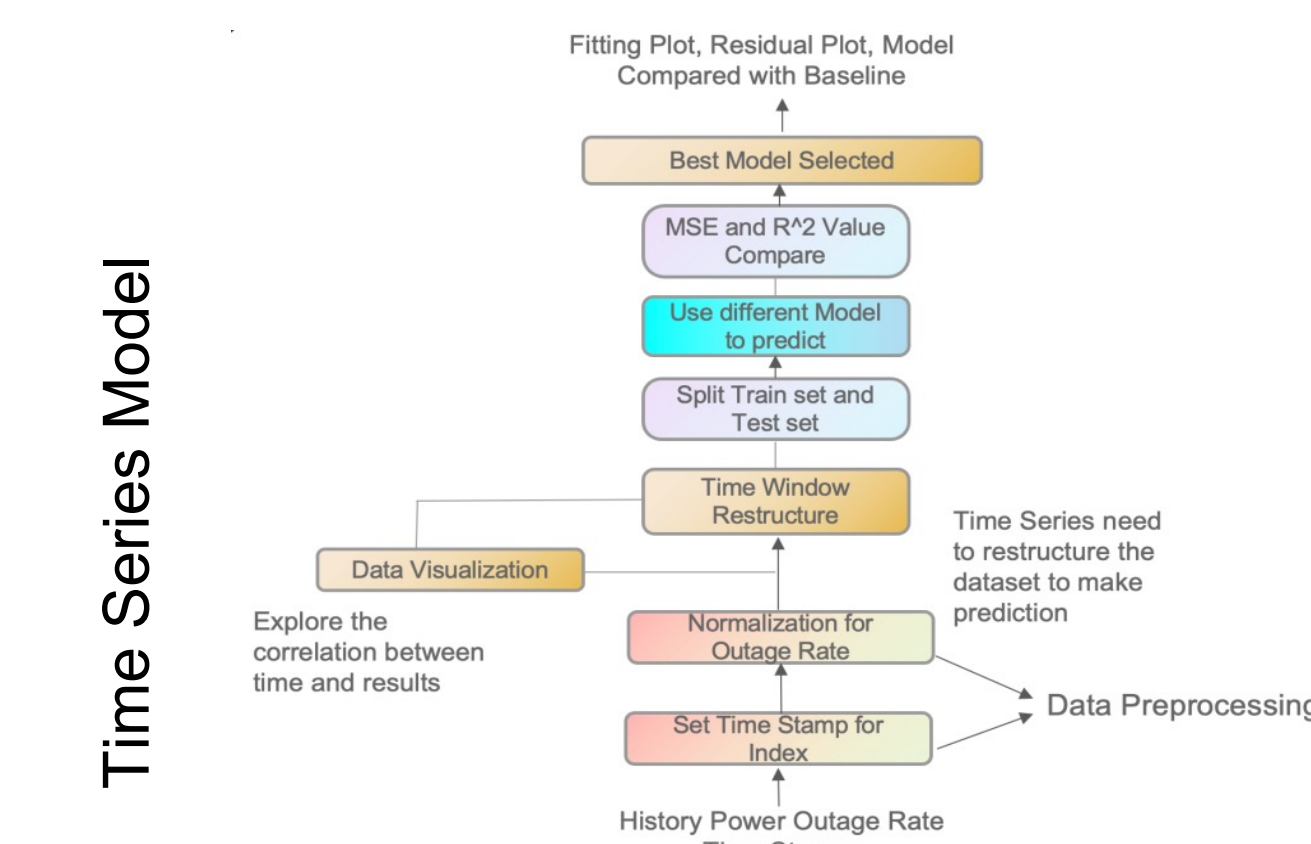 Time Series Model
Fitting Plot, Residual Plot, Model
Compared with Baseline
Best Model Selected
MSE and R^2 Value
Compare
Use different Model
to predict
Split Train set and
Test set
Time Window
Restructure
Time Series need
to restructure the
dataset to make
prediction
Data Visualization
Explore the
correlation between
time and results
Normalization for
Outage Rate
Data Preprocessing
Set Time Stamp for
Index
History Power Outage Rate